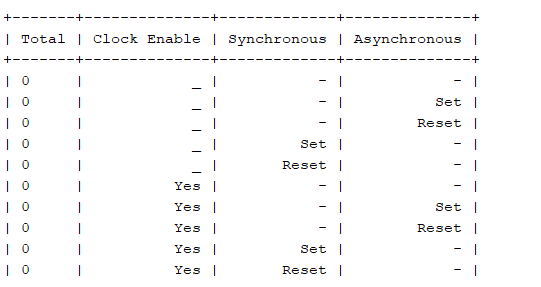 +-------+--------------+-------------+--------------+
| Total | Clock Enable | Synchronous | Asynchronous |
+-------+--------------+-------------+--------------+
| 0     |            _ |           - |            - |
| 0     |            _ |           - |          Set |
| 0     |            _ |           - |        Reset |
| 0     |            _ |         Set |            - |
| 0     |            _ |       Reset |            - |
| 0     |          Yes |           - |            - |
| 0     |          Yes |           - |          Set |
| 0     |          Yes |           - |        Reset |
| 0     |          Yes |         Set |            - |
| 0     |          Yes |       Reset |            - |